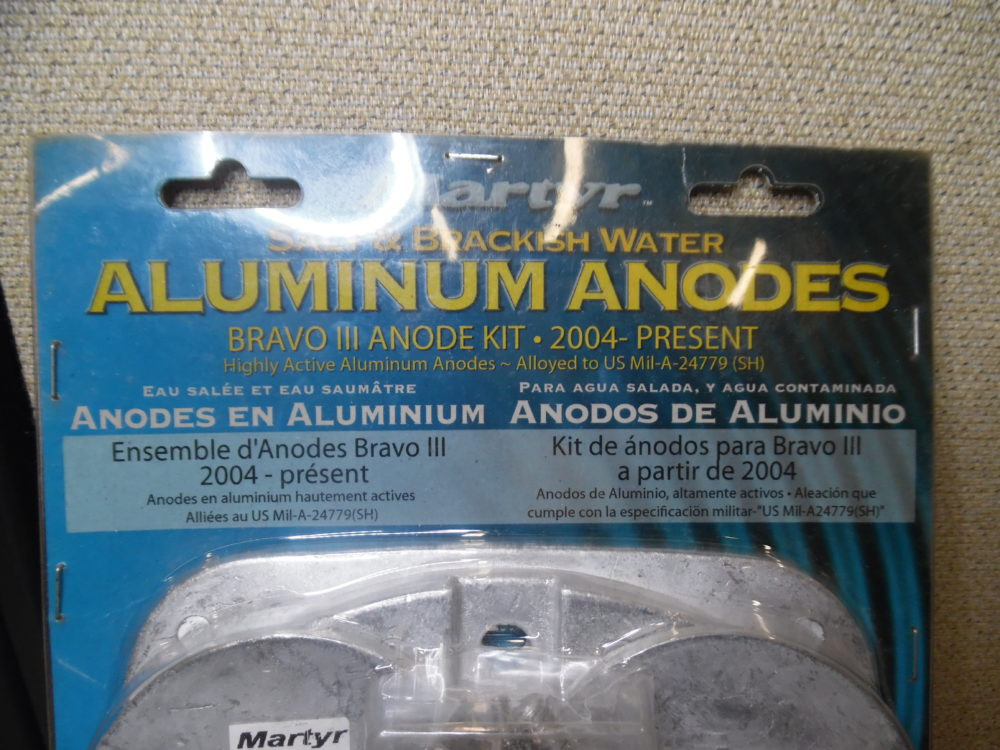 Martyr™
SALT & BRACKISH WATER
ALUMINUM ANODES
BRAVO III ANODE KIT • 2004- PRESENT
Highly Active Aluminum Anodes ~ Alloyed to US Mil-A-24779 (SH)
EAU SALÉE ET EAU SAUMÂTRE
ANODES EN ALUMINIUM
Ensemble d'Anodes Bravo III
2004 - présent
Anodes en aluminium hautement actives
Alliées au US Mil-A-24779(SH)
PARA AGUA SALADA, Y AGUA CONTAMINADA
ANODOS DE ALUMINIO
Kit de ánodos para Bravo III
a partir de 2004
Anodos de Aluminio, altamente activos • Aleación que
cumple con la especificación militar-"US Mil-A24779(SH)"
Martyr